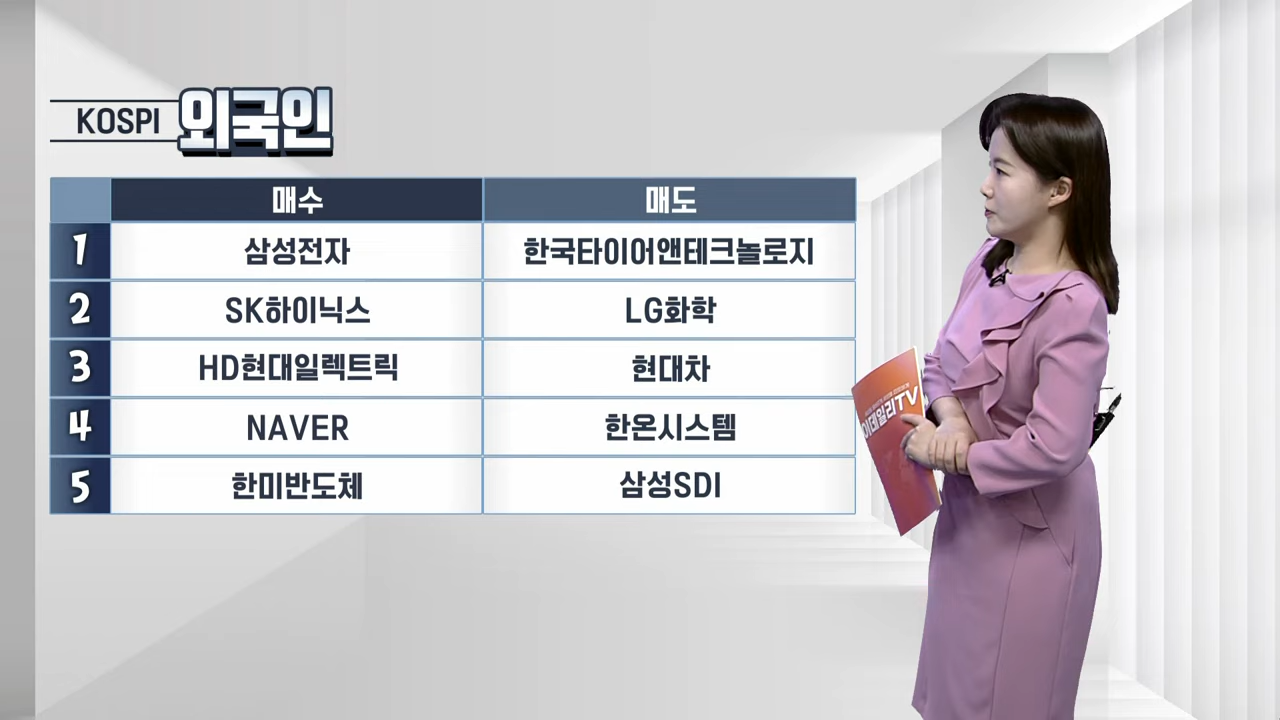 KOSPI 외국인
매수 매도
1 삼성전자 한국타이어앤테크놀로지
2 SK하이닉스 LG화학
3 HD현대일렉트릭 현대차
4 NAVER 한온시스템
5 한미반도체 삼성SDI
이데일리TV